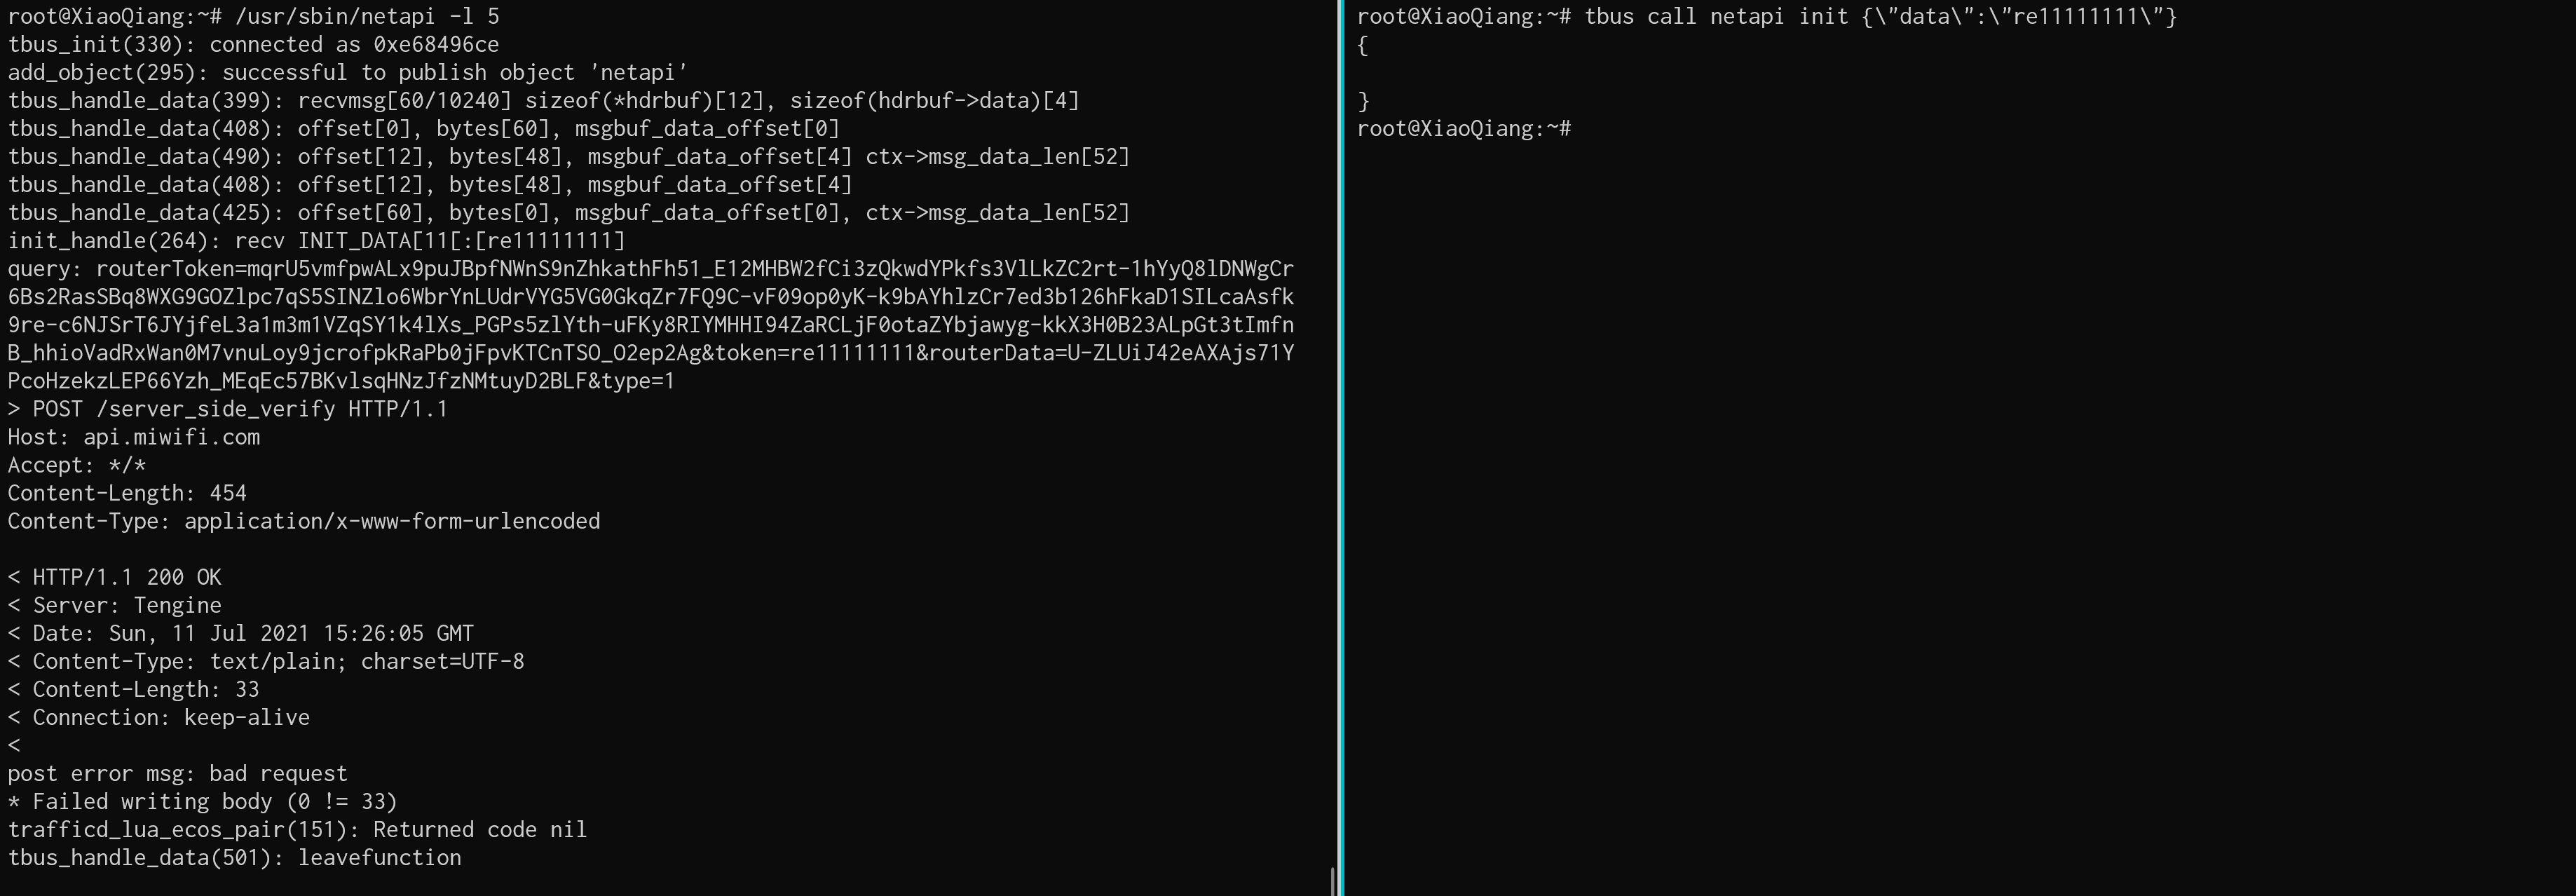 root@XiaoQiang:~# /usr/sbin/netapi -l 5
tbus_init(330): connected as 0xe68496ce
add_object(295): successful to publish object 'netapi'
tbus_handle_data(399): recvmsg[60/10240] sizeof(*hdrbuf)[12], sizeof(hdrbuf->data)[4]
tbus_handle_data(408): offset[0], bytes[60], msgbuf_data_offset[0]
tbus_handle_data(490): offset[12], bytes[48], msgbuf_data_offset[4] ctx->msg_data_len[52]
tbus_handle_data(408): offset[12], bytes[48], msgbuf_data_offset[4]
tbus_handle_data(425): offset[60], bytes[0], msgbuf_data_offset[0], ctx->msg_data_len[52]
init_handle(264): recv INIT_DATA[11[:[re11111111]
query: routerToken=mqrU5vmfpwALx9puJBpfNWnS9nZhkathFh51_E12MHBW2fCi3zQkwdYPkfs3VlLkZC2rt-1hYyQ8lDNWgCr
6Bs2RasSBq8WXG9GOZlpc7qS5SINZlo6WbrYnLUdrVYG5VG0GkqZr7FQ9C-vF09op0yK-k9bAYhlzCr7ed3b126hFkaD1SILcaAsfk
9re-c6NJSrT6JYjfeL3a1m3m1VZqSY1k4lXs_PGPs5zlYth-uFKy8RIYMHHI94ZaRCLjF0otaZYbjawyg-kkX3H0B23ALpGt3tImfn
B_hhioVadRxWan0M7vnuLoy9jcrofpkRaPb0jFpvKTCnTSO_O2ep2Ag&token=re11111111&routerData=U-ZLUiJ42eAXAjs71Y
PcoHzekzLEP66Yzh_MEqEc57BKvlsqHNzJfzNMtuyD2BLF&type=1
> POST /server_side_verify HTTP/1.1
Host: api.miwifi.com
Accept: */*
Content-Length: 454
Content-Type: application/x-www-form-urlencoded
< HTTP/1.1 200 OK
< Server: Tengine
< Date: Sun, 11 Jul 2021 15:26:05 GMT
< Content-Type: text/plain; charset=UTF-8
< Content-Length: 33
< Connection: keep-alive
<
post error msg: bad request
* Failed writing body (0 != 33)
trafficd_lua_ecos_pair(151): Returned code nil
tbus_handle_data(501): leavefunction
root@XiaoQiang:~# tbus call netapi init {\"data\":\"re11111111\"}
{
}
root@XiaoQiang:~#